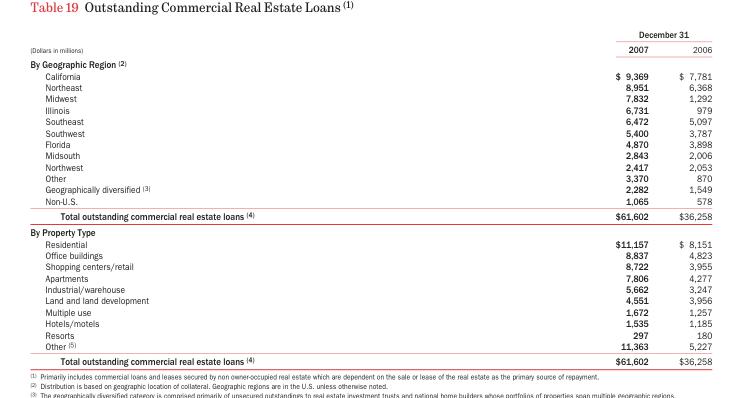 Table 19 Outstanding Commercial Real Estate Loans (1)
December 31
(Dollars in millions) 2007 2006
By Geographic Region (2)
California $ 9,369 $ 7,781
Northeast 8,951 6,368
Midwest 7,832 1,292
Illinois 6,731 979
Southeast 6,472 5,097
Southwest 5,400 3,787
Florida 4,870 3,898
Midsouth 2,843 2,006
Northwest 2,417 2,053
Other 3,370 870
Geographically diversified (3) 2,282 1,549
Non-U.S. 1,065 578
Total outstanding commercial real estate loans (4) $61,602 $36,258
By Property Type
Residential $11,157 $ 8,151
Office buildings 8,837 4,823
Shopping centers/retail 8,722 3,955
Apartments 7,806 4,277
Industrial/warehouse 5,662 3,247
Land and land development 4,551 3,956
Multiple use 1,672 1,257
Hotels/motels 1,535 1,185
Resorts 297 180
Other (5) 11,363 5,227
Total outstanding commercial real estate loans (4) $61,602 $36,258
(1) Primarily includes commercial loans and leases secured by non owner-occupied real estate which are dependent on the sale or lease of the real estate as the primary source of repayment.
(2) Distribution is based on geographic location of collateral. Geographic regions are in the U.S. unless otherwise noted.
(3) The geographically diversified category is comprised primarily of unsecured outstandings to real estate investment trusts and national home builders whose portfolios of properties span multiple geographic regions.